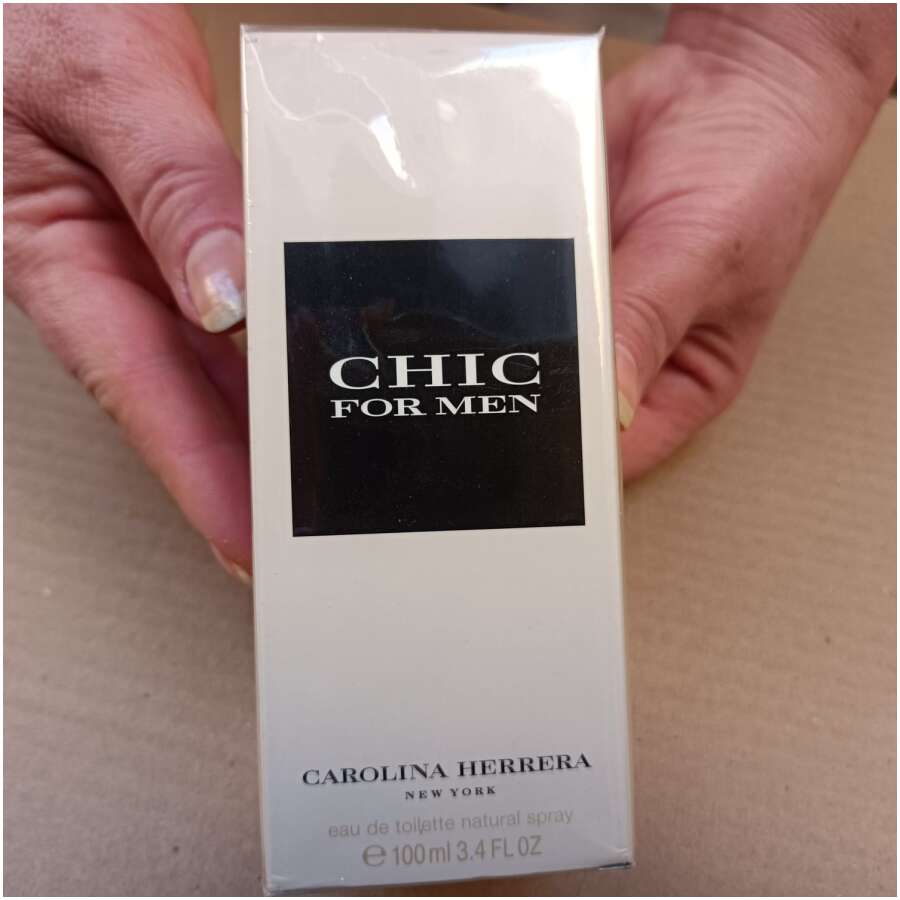 CHIC
FOR MEN
CAROLINA HERRERA
NEW YORK
eau de toilette natural spray
℮ 100 ml 3.4 FL OZ